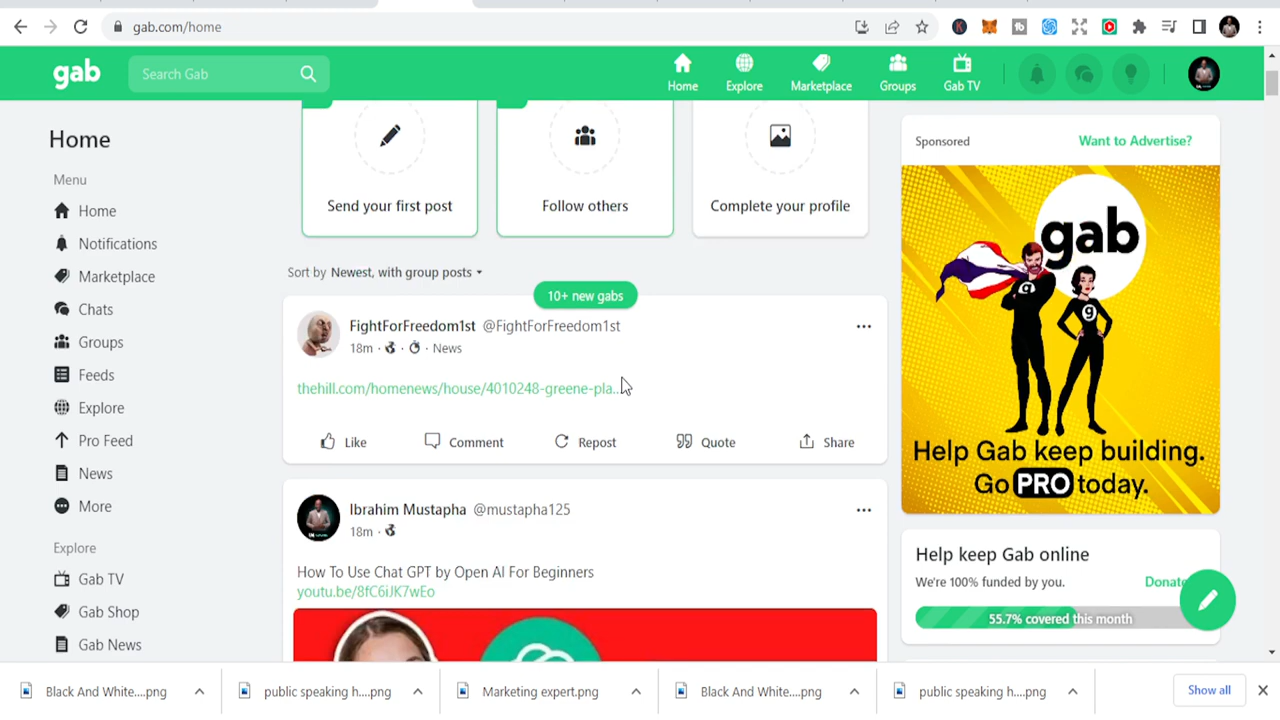 gab.com/home
gab
Search Gab
Home
Explore
Marketplace
Groups
Gab TV
Home
Menu
Home
Notifications
Marketplace
Chats
Groups
Feeds
Explore
Pro Feed
News
More
Explore
Gab TV
Gab Shop
Gab News
Send your first post
Follow others
Complete your profile
Sort by Newest, with group posts
10+ new gabs
FightForFreedom1st @FightForFreedom1st
18m · · · News
thehill.com/homenews/house/4010248-greene-pla...
Like
Comment
Repost
Quote
Share
Ibrahim Mustapha @mustapha125
18m ·
How To Use Chat GPT by Open AI For Beginners
youtu.be/8fC6iJK7wEo
Sponsored
Want to Advertise?
gab
g
g
Help Gab keep building.
Go PRO today.
Help keep Gab online
We're 100% funded by you.
Donate
55.7% covered this month
Black And White....png
public speaking h....png
Marketing expert.png
Black And White....png
public speaking h....png
Show all